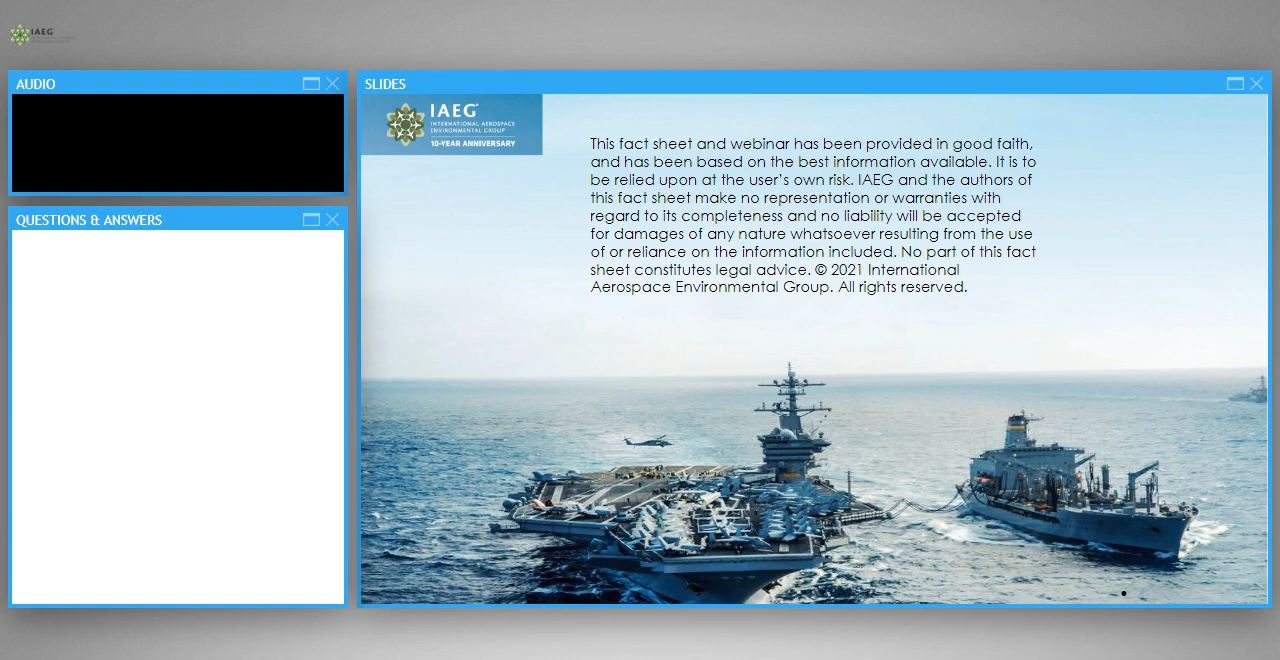 IAEG
AUDIO
QUESTIONS & ANSWERS
SLIDES
IAEG
INTERNATIONAL AEROSPACE
ENVIRONMENTAL GROUP
10-YEAR ANNIVERSARY
This fact sheet and webinar has been provided in good faith,
and has been based on the best information available. It is to
be relied upon at the user's own risk. IAEG and the authors of
this fact sheet make no representation or warranties with
regard to its completeness and no liability will be accepted
for damages of any nature whatsoever resulting from the use
of or reliance on the information included. No part of this fact
sheet constitutes legal advice. © 2021 International
Aerospace Environmental Group. All rights reserved.